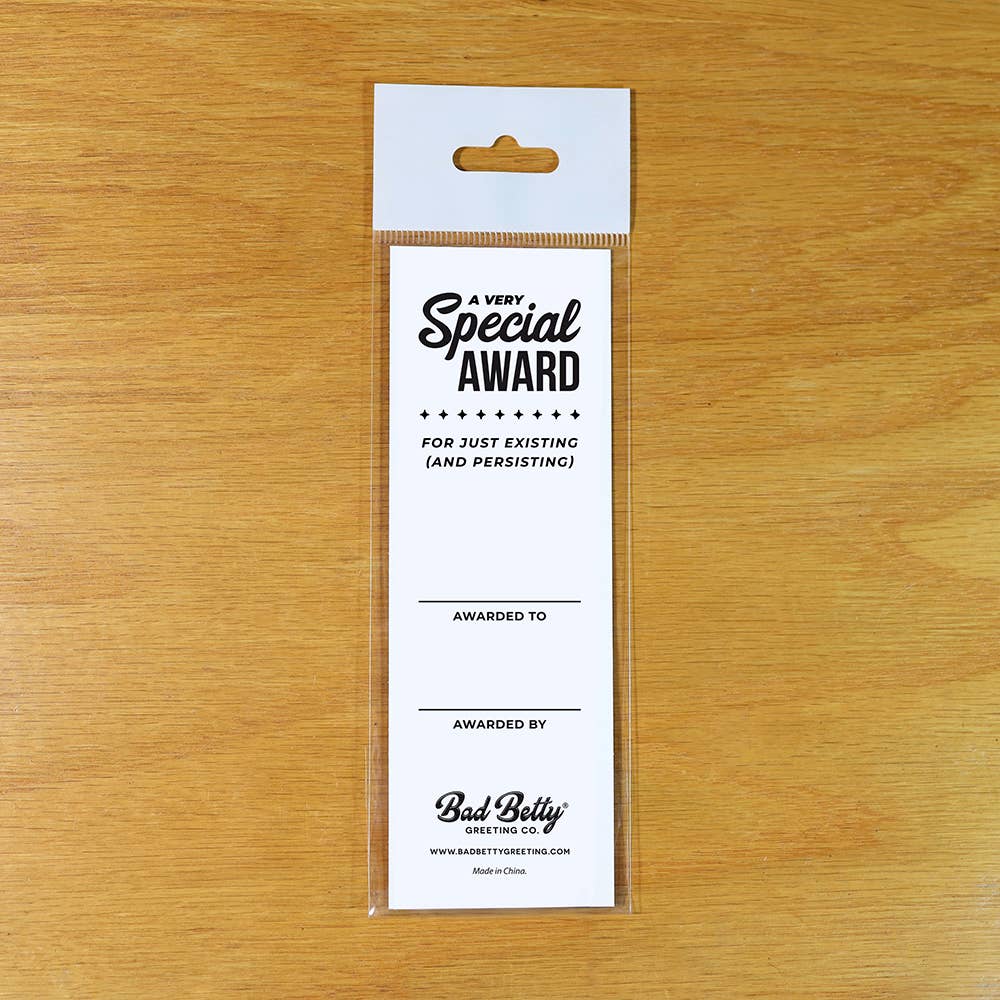 A VERY
Special
AWARD
FOR JUST EXISTING
(AND PERSISTING)
AWARDED TO
AWARDED BY
Bad Betty®
GREETING CO.
WWW.BADBETTYGREETING.COM
Made in China.